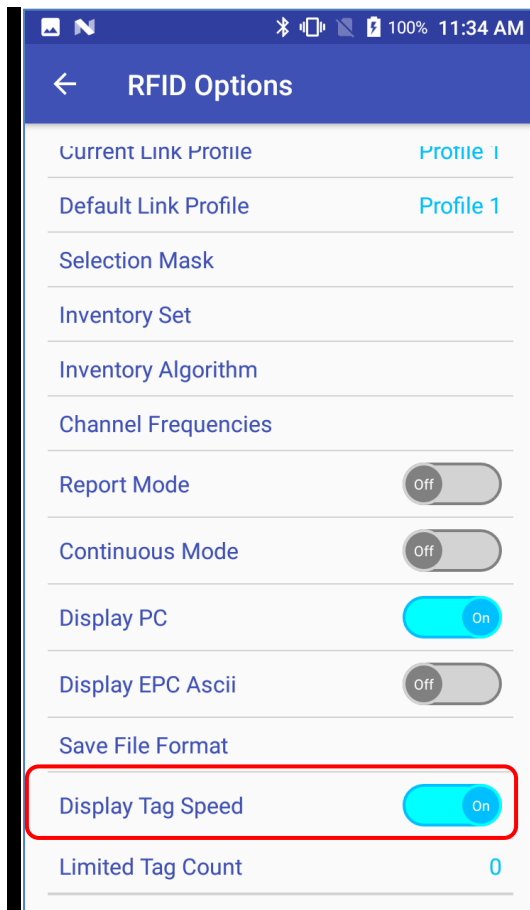 100% 11:34 AM
RFID Options
Current Link Profile Profile 1
Default Link Profile Profile 1
Selection Mask
Inventory Set
Inventory Algorithm
Channel Frequencies
Report Mode Off
Continuous Mode Off
Display PC On
Display EPC Ascii Off
Save File Format
Display Tag Speed On
Limited Tag Count 0